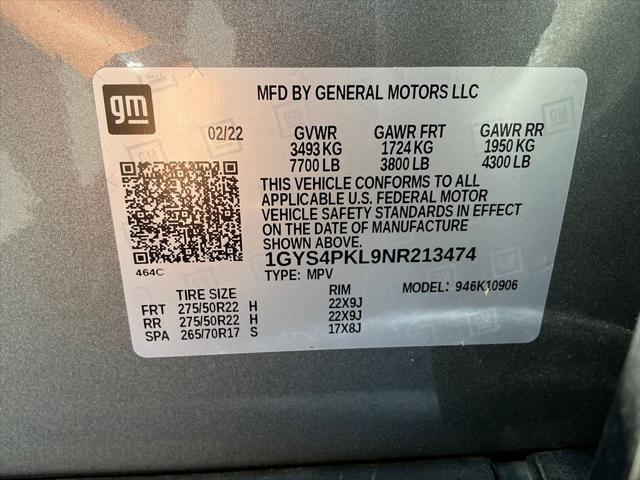 gm
MFD BY GENERAL MOTORS LLC
02/22 GVWR GAWR FRT GAWR RR
3493 KG 1724 KG 1950 KG
7700 LB 3800 LB 4300 LB
THIS VEHICLE CONFORMS TO ALL
APPLICABLE U.S. FEDERAL MOTOR
VEHICLE SAFETY STANDARDS IN EFFECT
ON THE DATE OF MANUFACTURE
SHOWN ABOVE.
464C
1GYS4PKL9NR213474
TYPE: MPV MODEL: 946K10906
TIRE SIZE RIM
FRT 275/50R22 H 22X9J
RR 275/50R22 H 22X9J
SPA 265/70R17 S 17X8J